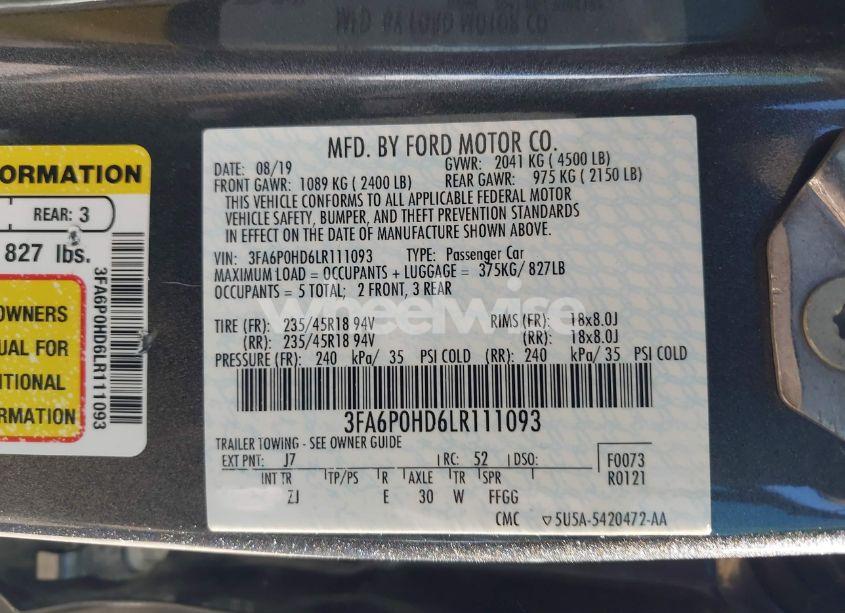 MFD. BY FORD MOTOR CO.
MFD. BY FORD MOTOR CO.
DATE: 08/19 GVWR: 2041 KG ( 4500 LB)
FRONT GAWR: 1089 KG ( 2400 LB) REAR GAWR: 975 KG ( 2150 LB)
THIS VEHICLE CONFORMS TO ALL APPLICABLE FEDERAL MOTOR
VEHICLE SAFETY, BUMPER, AND THEFT PREVENTION STANDARDS
IN EFFECT ON THE DATE OF MANUFACTURE SHOWN ABOVE.
VIN: 3FA6P0HD6LR111093 TYPE: Passenger Car
MAXIMUM LOAD = OCCUPANTS + LUGGAGE = 375KG/ 827LB
OCCUPANTS = 5 TOTAL; 2 FRONT, 3 REAR
TIRE (FR): 235/45R18 94V RIMS (FR): 18x8.0J
(RR): 235/45R18 94V (RR): 18x8.0J
PRESSURE (FR): 240 kPa/ 35 PSI COLD (RR): 240 kPa/ 35 PSI COLD
3FA6P0HD6LR111093
TRAILER TOWING - SEE OWNER GUIDE
EXT PNT: J7 RC: 52 DSO: F0073
INT TR TP/PS R AXLE TR SPR R0121
ZJ E 30 W FFGG
CMC ▽5U5A-5420472-AA
ORMATION
REAR: 3
827 lbs.
OWNERS
UAL FOR
ITIONAL
FORMATION
3FA6P0HD6LR111093
wheelwise